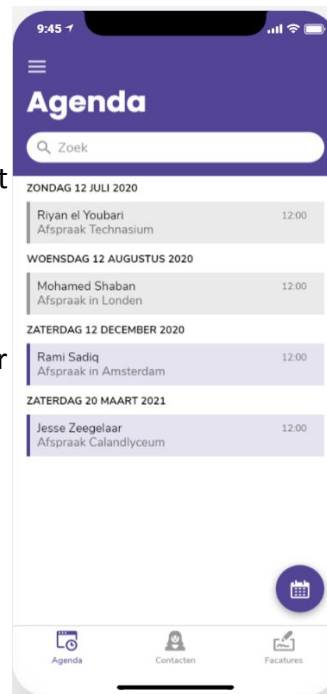 9:45
Agenda
Zoek
t
ZONDAG 12 JULI 2020
Riyan el Youbari 12:00
Afspraak Technasium
WOENSDAG 12 AUGUSTUS 2020
Mohamed Shaban 12:00
Afspraak in Londen
ZATERDAG 12 DECEMBER 2020
r
Rami Sadiq 12:00
Afspraak in Amsterdam
ZATERDAG 20 MAART 2021
Jesse Zeegelaar 12:00
Afspraak Calandlyceum
Agenda Contacten Facatures